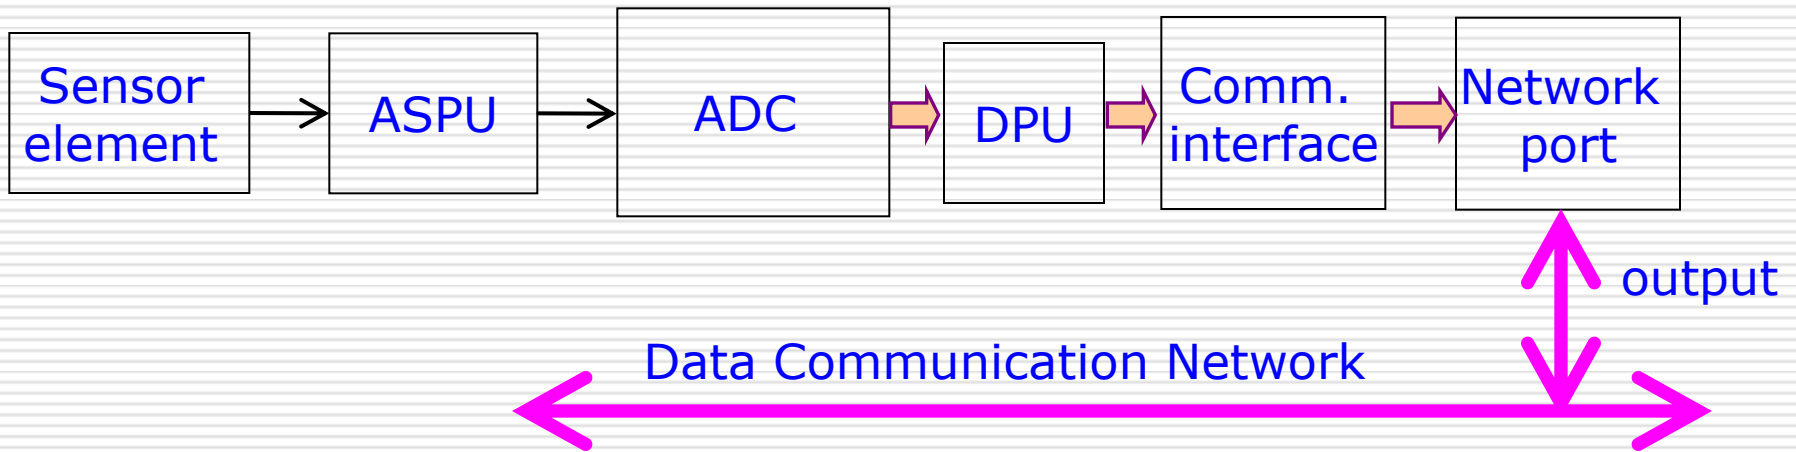 Sensor
element
ASPU
ADC
DPU
Comm.
interface
Network
port
output
Data Communication Network